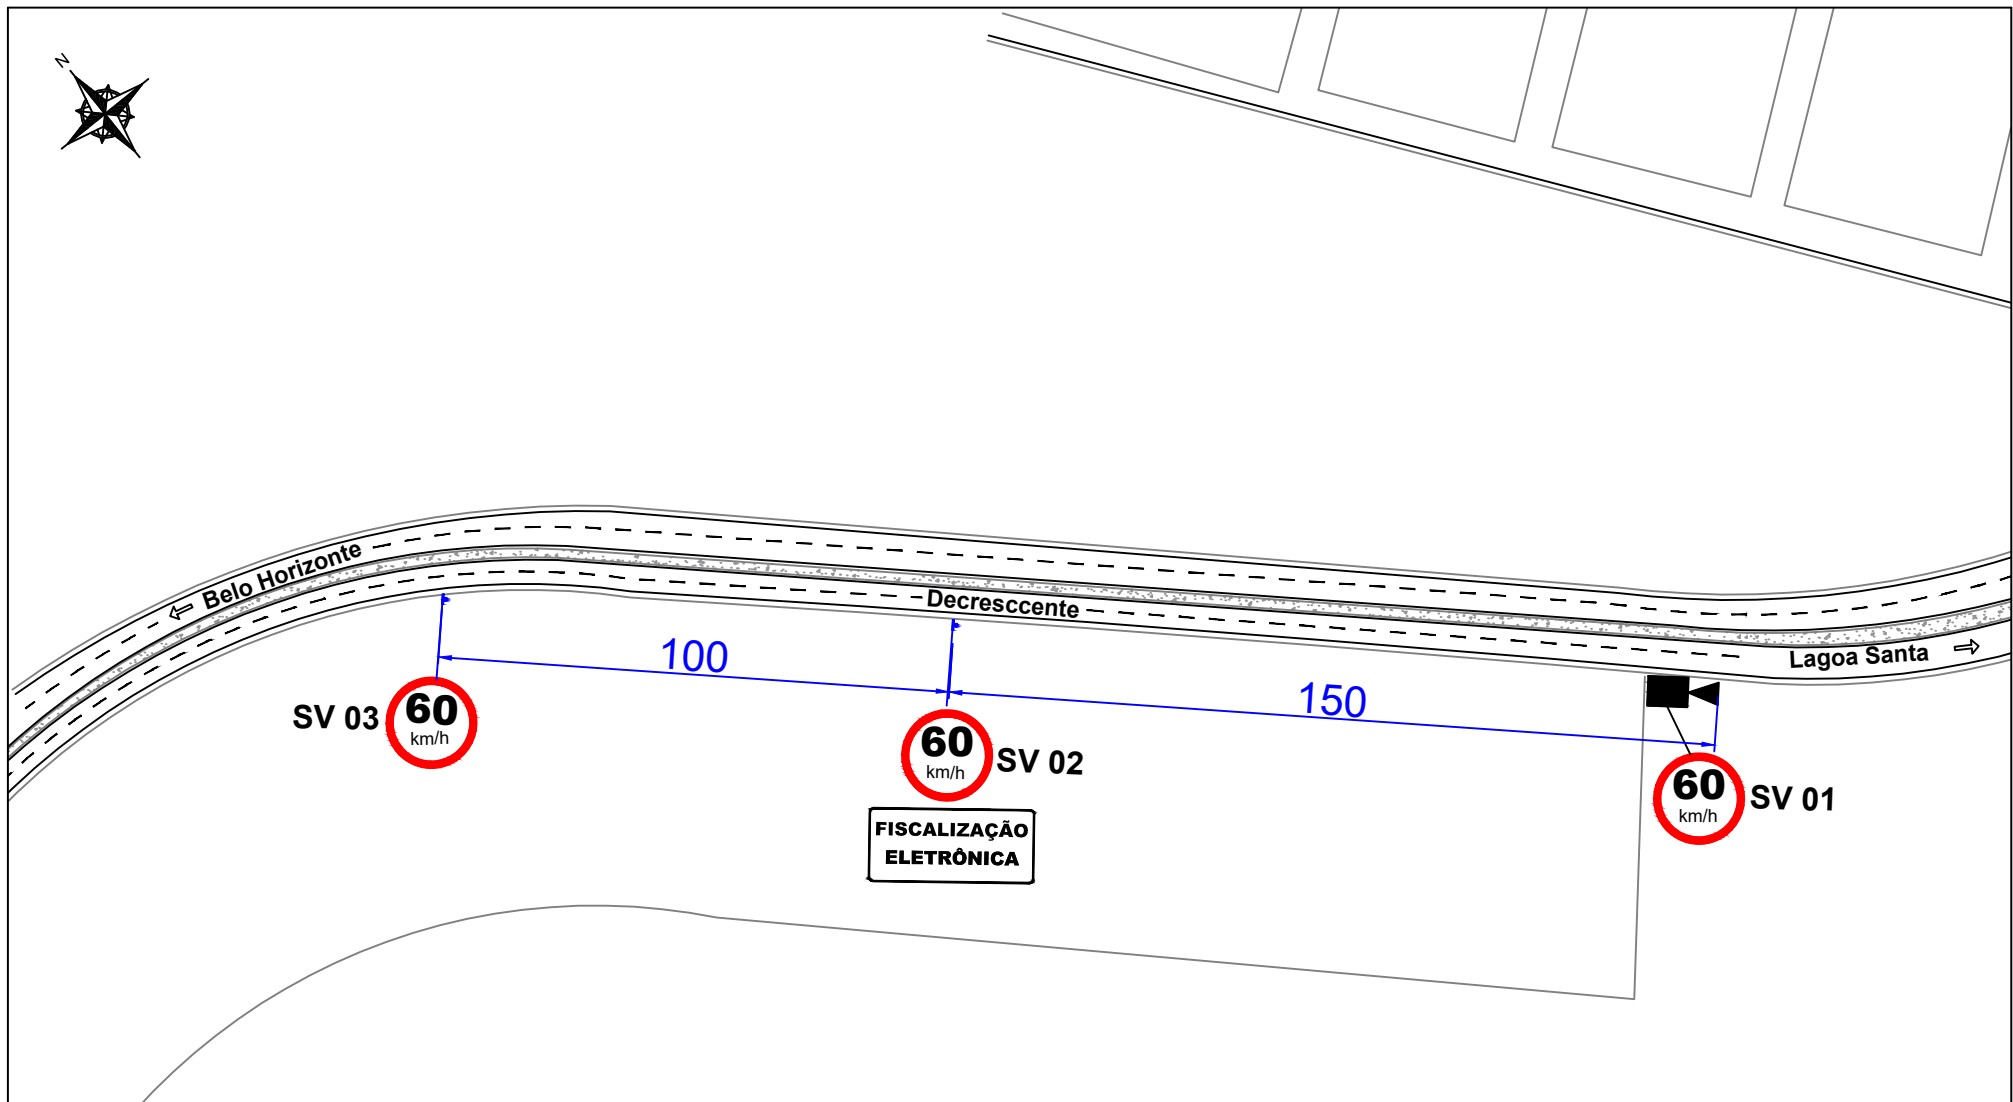 N
Belo Horizonte
Decresccente
Lagoa Santa
100
150
SV 03
60
km/h
60
km/h
SV 02
FISCALIZAÇÃO
ELETRÔNICA
60
km/h
SV 01